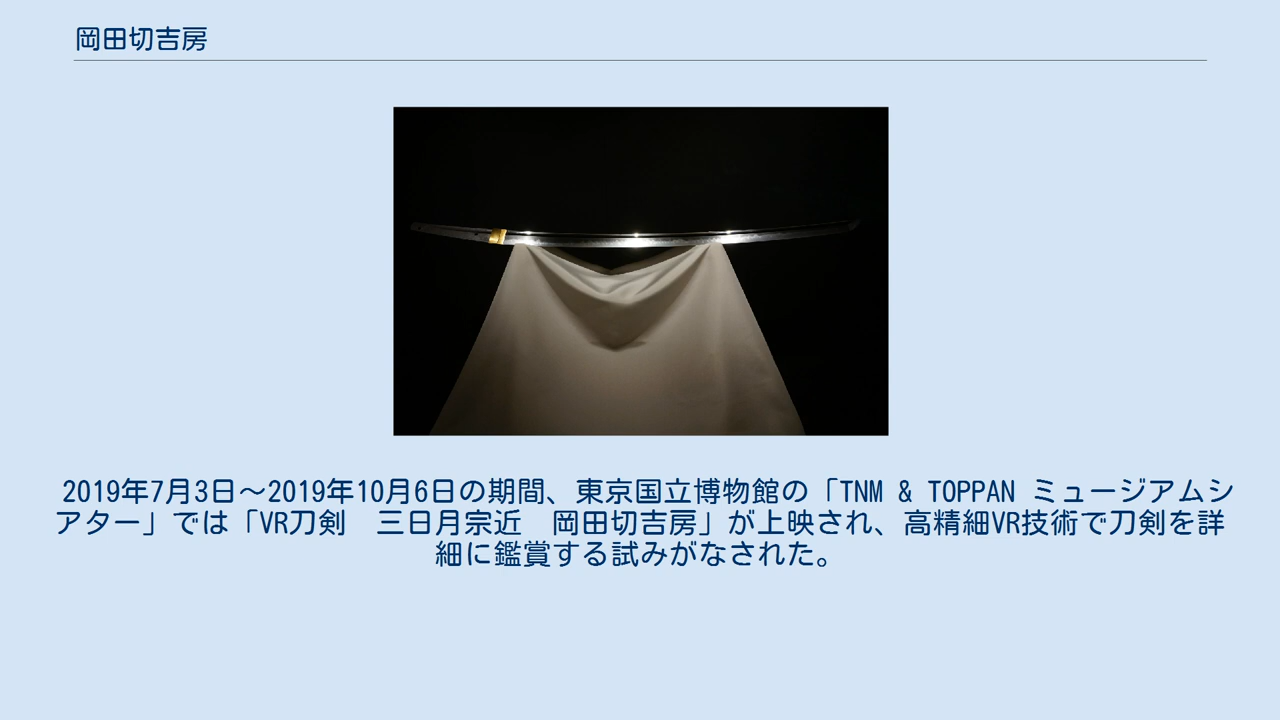 岡田切吉房
2019年7月3日～2019年10月6日の期間、東京国立博物館の「TNM & TOPPAN ミュージアムシ
アター」では「VR刀剣　三日月宗近　岡田切吉房」が上映され、高精細VR技術で刀剣を詳
細に鑑賞する試みがなされた。